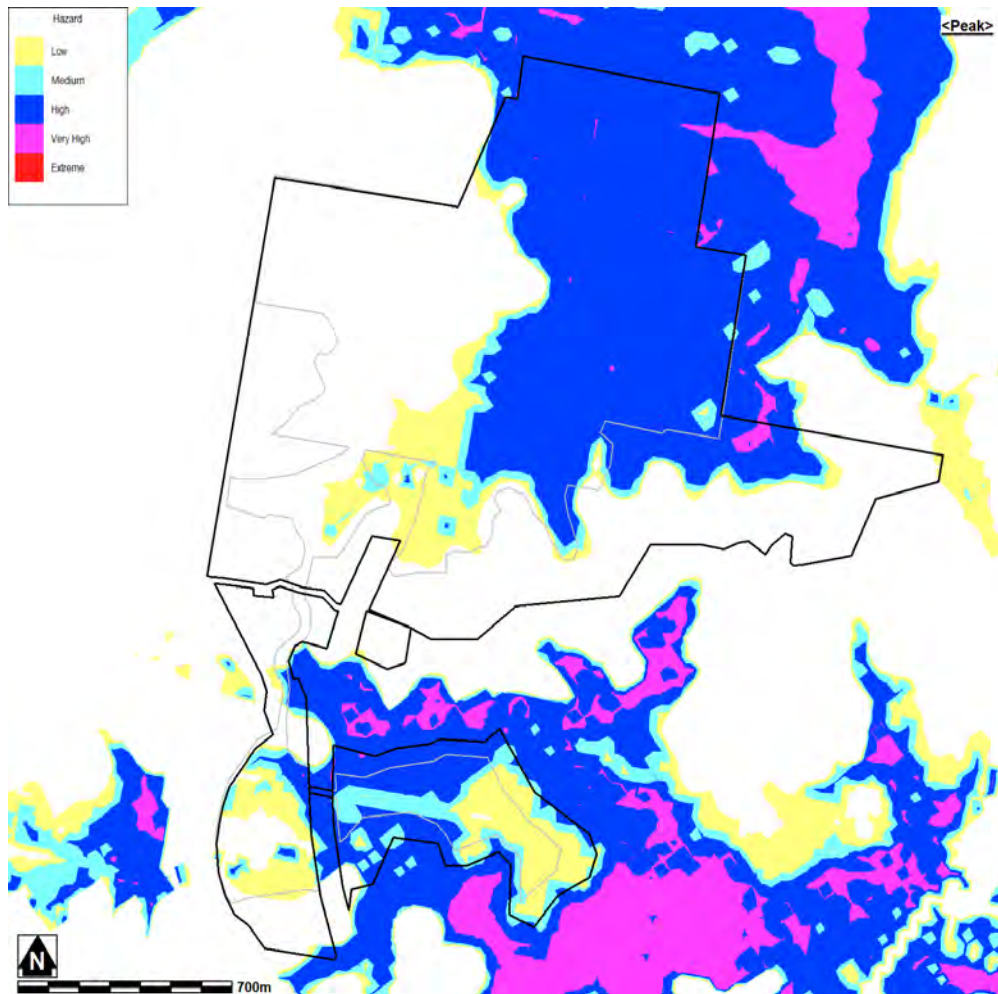 Hazard
Low
Medium
High
Very High
Extreme
<Peak>
N
700m